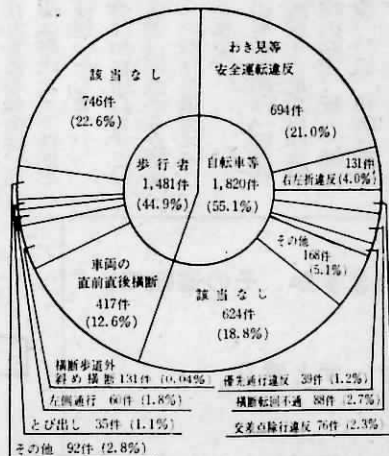 該当なし
746件
(22.6%)
わき見等
安全運転違反
694件
(21.0%)
歩行者
1,481件
(44.9%)
自転車等
1,820件
(55.1%)
131件
右左折違反(4.0%)
その他
168件
(5.1%)
車両の
直前直後横断
417件
(12.6%)
該当なし
624件
(18.8%)
横断歩道外
斜め横断 131件 (0.04%)
優先通行違反 39件 (1.2%)
左側通行 60件 (1.8%)
横断転回不適 88件 (2.7%)
とび出し 35件 (1.1%)
交差点除行違反 76件 (2.3%)
その他 92件 (2.8%)